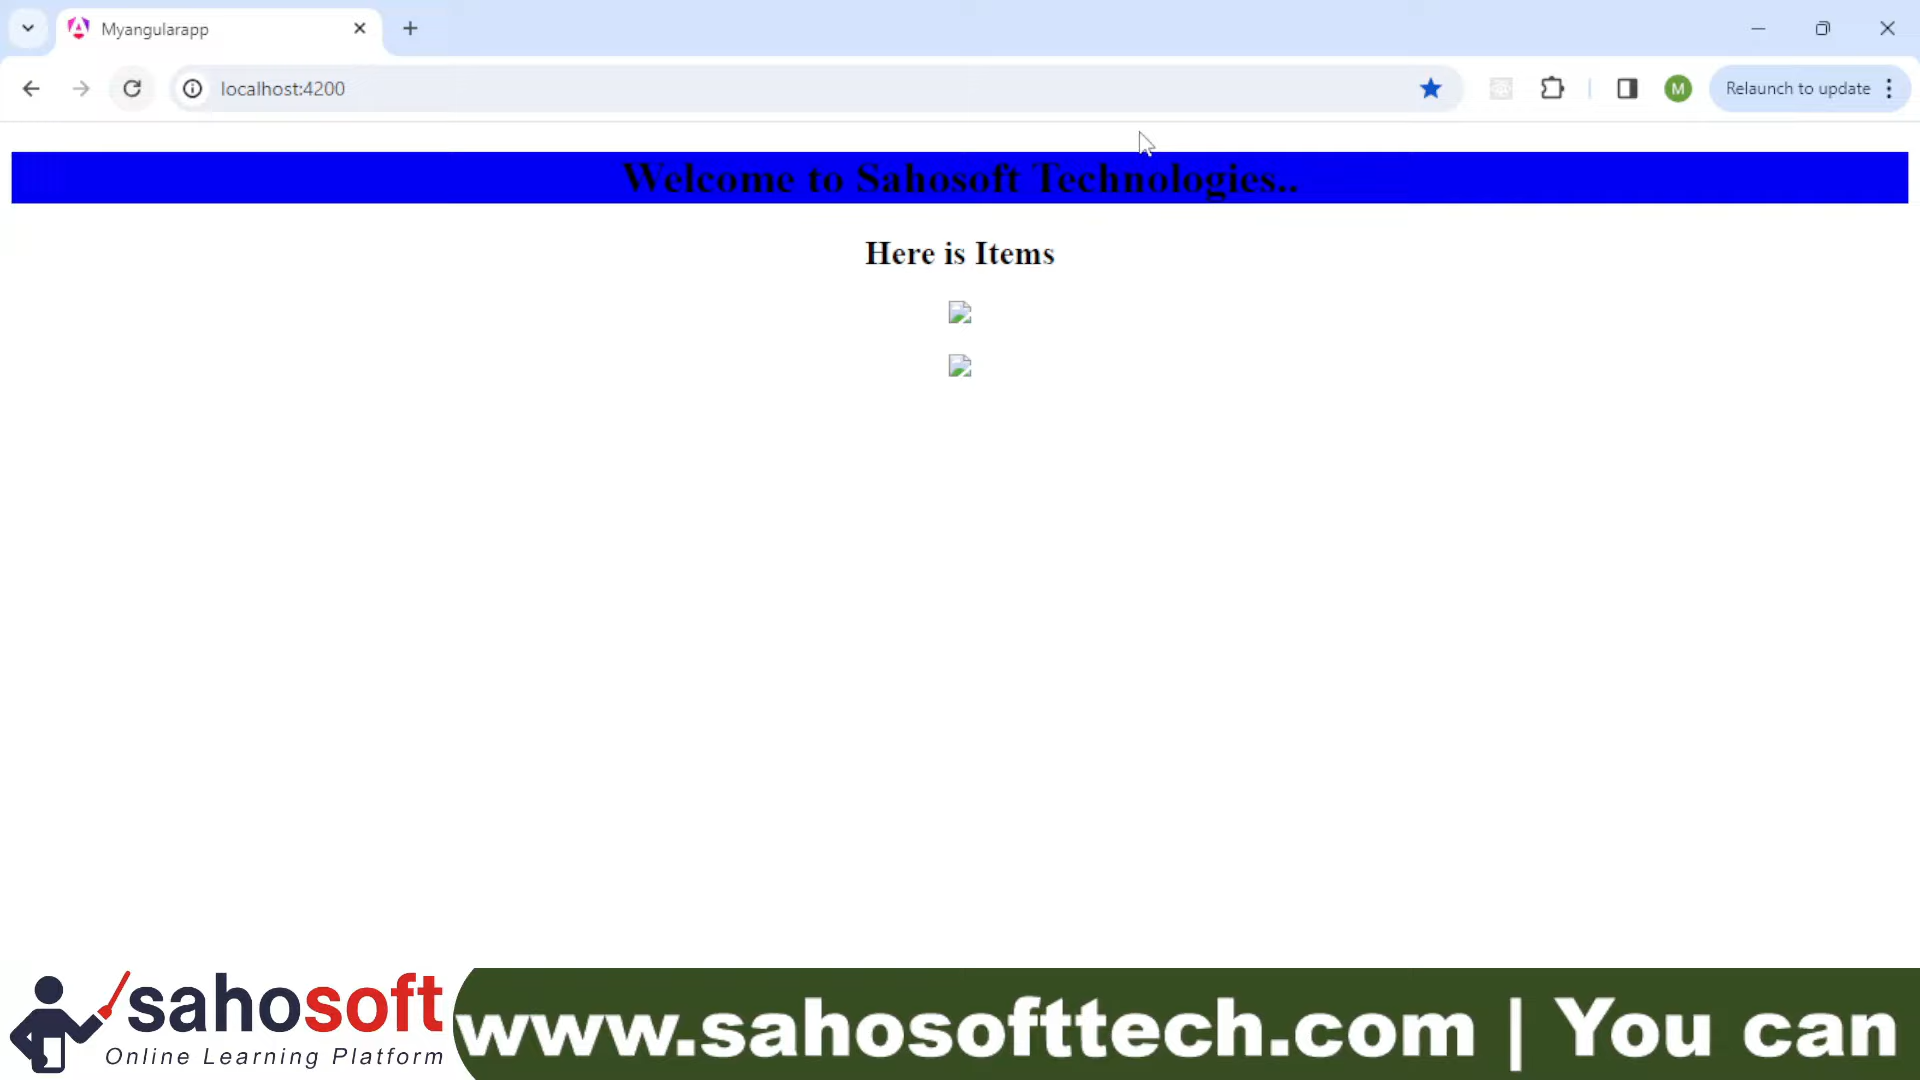 Myangularapp
localhost:4200
M
Relaunch to update
Welcome to Sahosoft Technologies..
Here is Items
sahosoft
Online Learning Platform
www.sahosofttech.com | You can